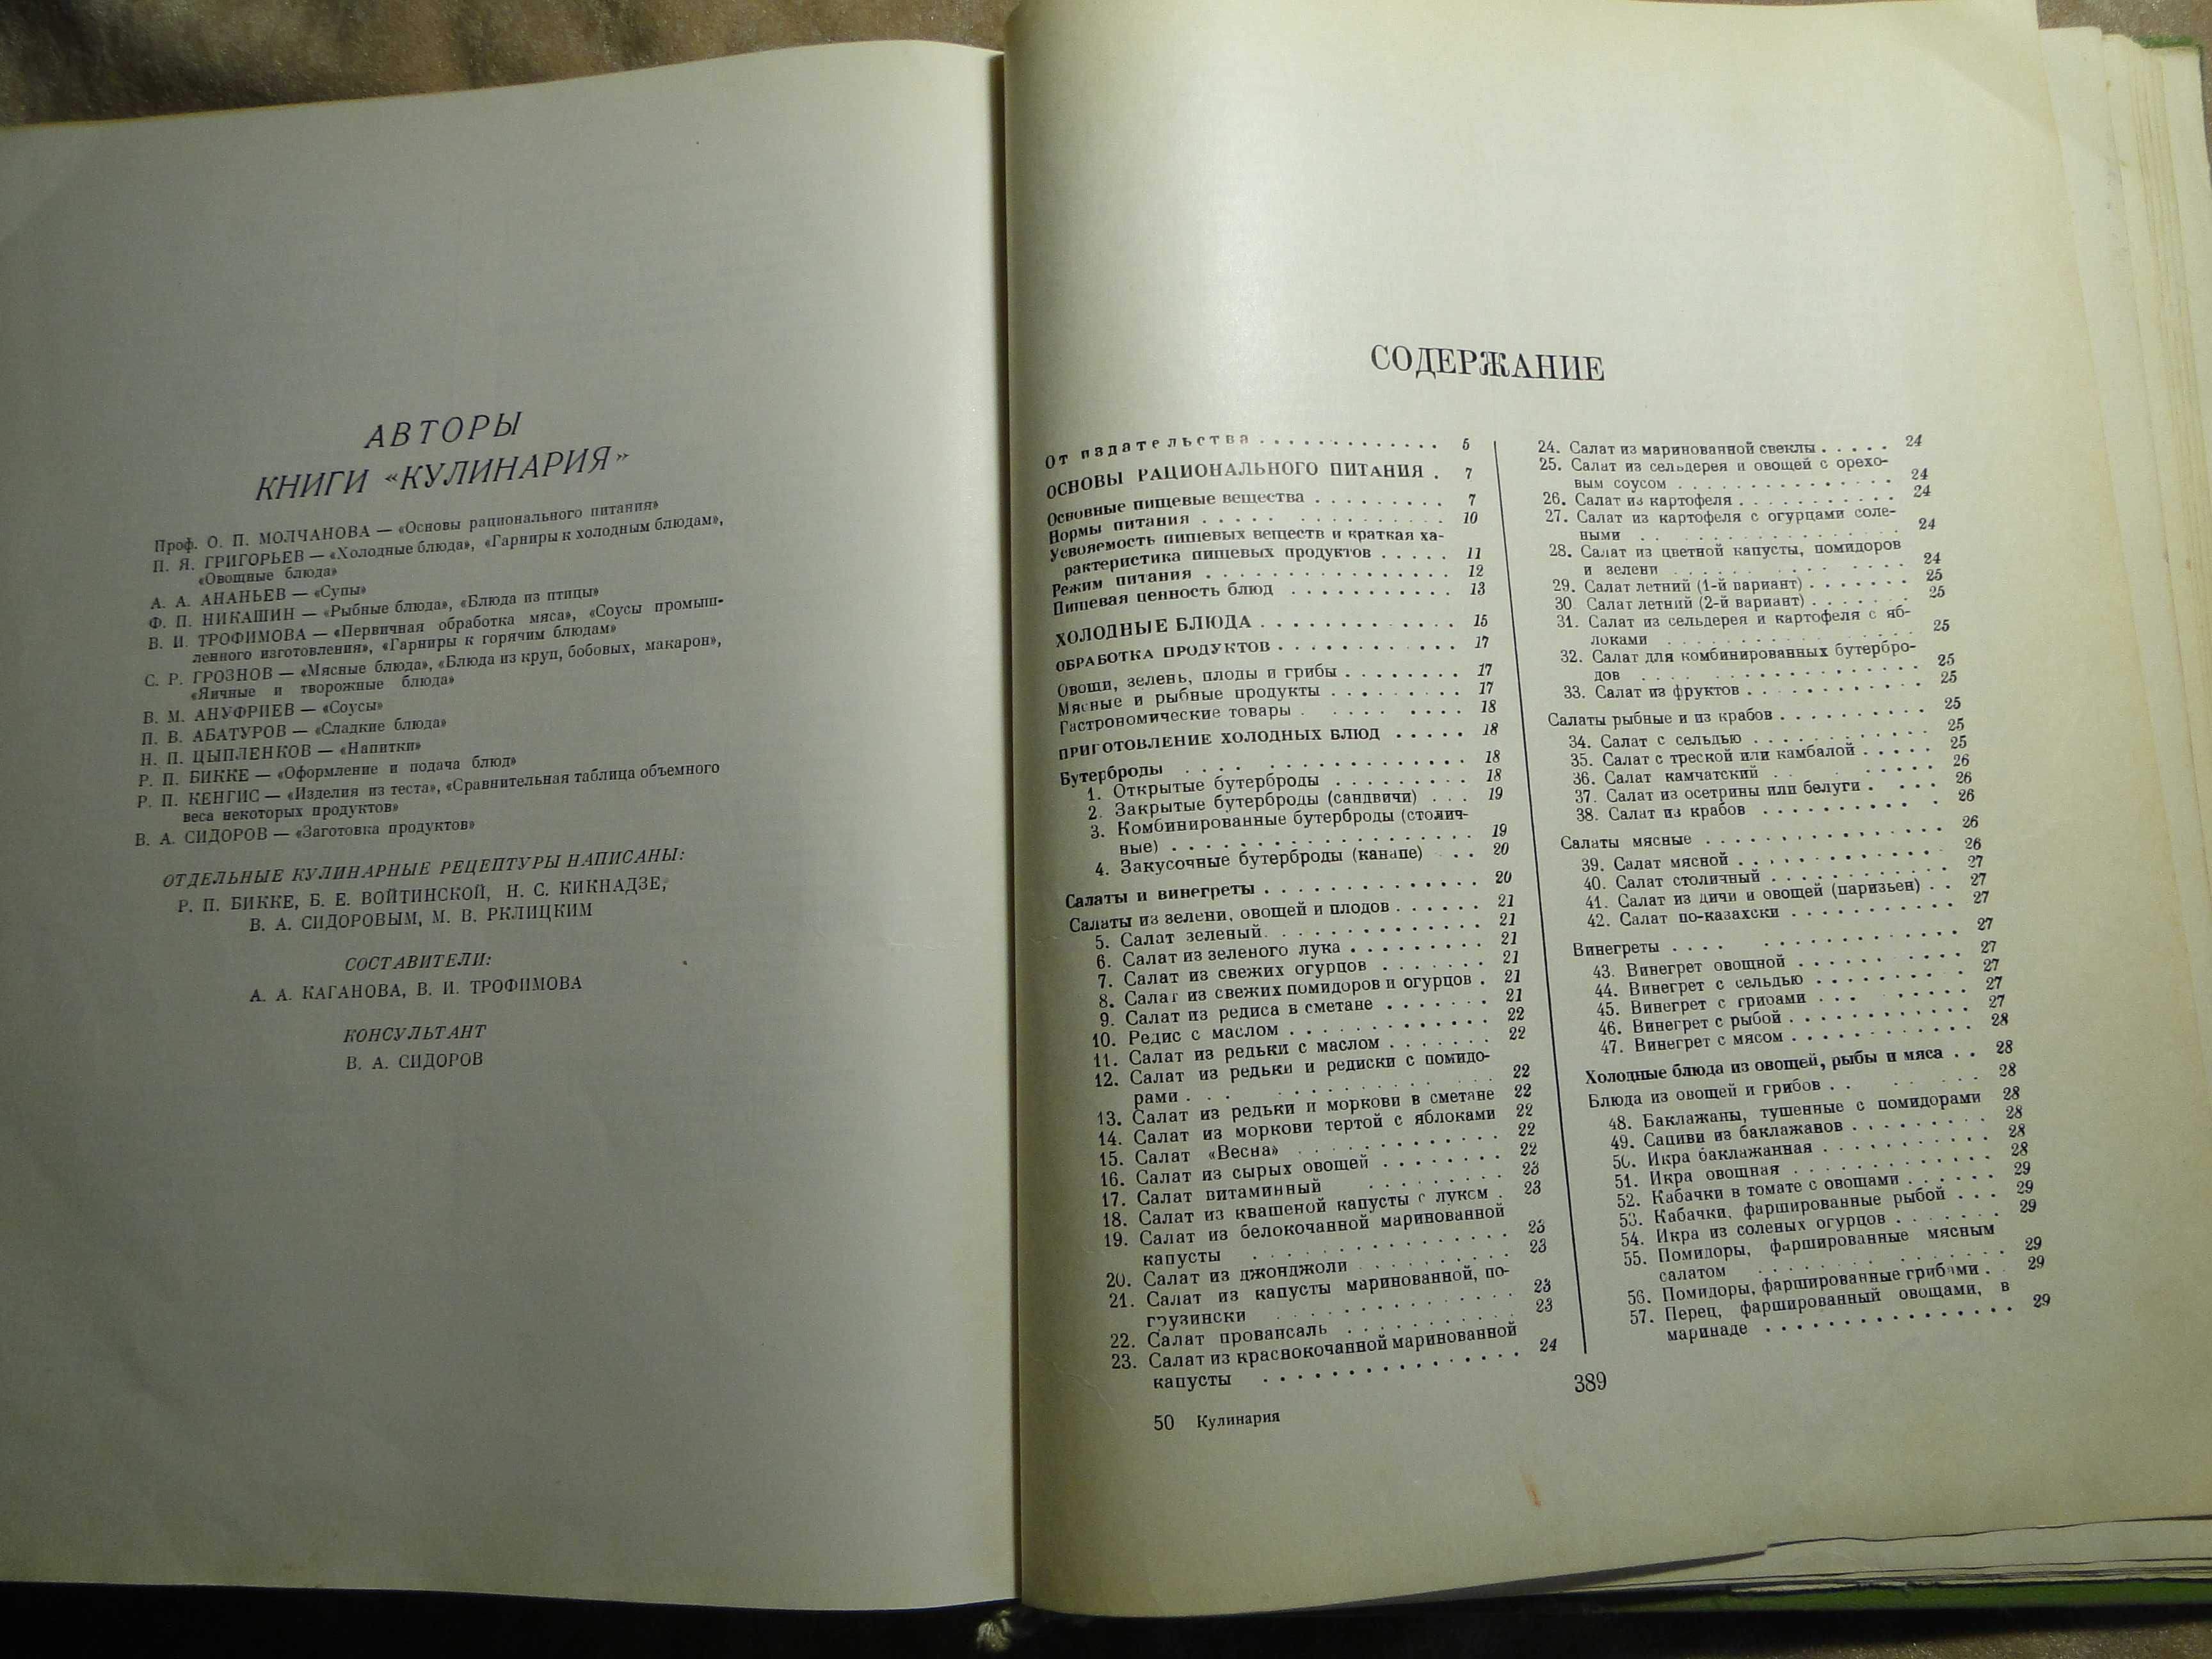 АВТОРЫ
КНИГИ «КУЛИНАРИЯ»
Проф. О. П. МОЛЧАНОВА — «Основы рационального питания»
П. Я. ГРИГОРЬЕВ — «Холодные блюда», «Гарниры к холодным блюдам»,
«Овощные блюда»
А. А. АНАНЬЕВ — «Супы»
Ф. П. НИКАШИН — «Рыбные блюда», «Блюда из птицы»
В. И. ТРОФИМОВА — «Первичная обработка мяса», «Соусы промыш-
ленного изготовления», «Гарниры к горячим блюдам»
С. Р. ГРОЗНОВ — «Мясные блюда», «Блюда из круп, бобовых, макарон»,
«Яичные и творожные блюда»
В. М. АНУФРИЕВ — «Соусы»
П. В. АБАТУРОВ — «Сладкие блюда»
Н. П. ЦЫПЛЕНКОВ — «Напитки»
Р. П. БИККЕ — «Оформление и подача блюд»
Р. П. КЕНГИС — «Изделия из теста», «Сравнительная таблица объемного
веса некоторых продуктов»
В. А. СИДОРОВ — «Заготовка продуктов»
ОТДЕЛЬНЫЕ КУЛИНАРНЫЕ РЕЦЕПТУРЫ НАПИСАНЫ:
Р. П. БИККЕ, Б. Е. ВОЙТИНСКОЙ, Н. С. КИКНАДЗЕ,
В. А. СИДОРОВЫМ, М. В. РКЛИЦКИМ
СОСТАВИТЕЛИ:
А. А. КАГАНОВА, В. И. ТРОФИМОВА
КОНСУЛЬТАНТ
В. А. СИДОРОВ
СОДЕРЖАНИЕ
От издательства . . . . . . . . . . . . . 5
ОСНОВЫ РАЦИОНАЛЬНОГО ПИТАНИЯ . 7
Основные пищевые вещества . . . . . . . . . 7
Нормы питания . . . . . . . . . . . . . . 10
Усвояемость пищевых веществ и краткая ха-
рактеристика пищевых продуктов . . . . . 11
Режим питания . . . . . . . . . . . . . . . 12
Пищевая ценность блюд . . . . . . . . . . . 13
ХОЛОДНЫЕ БЛЮДА . . . . . . . . . . . . 15
ОБРАБОТКА ПРОДУКТОВ . . . . . . . . . . . . 17
Овощи, зелень, плоды и грибы . . . . . . . . 17
Мясные и рыбные продукты . . . . . . . . . 17
Гастрономические товары . . . . . . . . . 18
ПРИГОТОВЛЕНИЕ ХОЛОДНЫХ БЛЮД . . . . . 18
Бутерброды . . . . . . . . . . . . . . . . 18
1. Открытые бутерброды . . . . . . . . . 18
2. Закрытые бутерброды (сандвичи) . . . 19
3. Комбинированные бутерброды (столич-
ные) . . . . . . . . . . . . . . . . . 19
4. Закусочные бутерброды (канапе) . . . 20
Салаты и винегреты . . . . . . . . . . . . . 20
Салаты из зелени, овощей и плодов . . . . . . 21
5. Салат зеленый . . . . . . . . . . . . 21
6. Салат из зеленого лука . . . . . . . . . 21
7. Салат из свежих огурцов . . . . . . . 21
8. Салат из свежих помидоров и огурцов . 21
9. Салат из редиса в сметане . . . . . . . 21
10. Редис с маслом . . . . . . . . . . . . 22
11. Салат из редьки с маслом . . . . . . . 22
12. Салат из редьки и редиски с помидо-
рами . . . . . . . . . . . . . . . 22
13. Салат из редьки и моркови в сметане 22
14. Салат из моркови тертой с яблоками 22
15. Салат «Весна» . . . . . . . . . . . . 22
16. Салат из сырых овощей . . . . . . . . 22
17. Салат витаминный . . . . . . . . . 23
18. Салат из квашеной капусты с луком . 23
19. Салат из белокочанной маринованной
капусты . . . . . . . . . . . . . . . 23
20. Салат из джонджоли . . . . . . . . . 23
21. Салат из капусты маринованной, по-
грузински . . . . . . . . . . . . . . 23
22. Салат провансаль . . . . . . . . . . 23
23. Салат из краснокочанной маринованной
капусты . . . . . . . . . . . . . . . 24
50 Кулинария
24. Салат из маринованной свеклы . . . . . 24
25. Салат из сельдерея и овощей с орехо-
вым соусом . . . . . . . . . . . . . . . 24
26. Салат из картофеля . . . . . . . . . . . 24
27. Салат из картофеля с огурцами соле-
ными . . . . . . . . . . . . . . . 24
28. Салат из цветной капусты, помидоров
и зелени . . . . . . . . . . . . . 24
29. Салат летний (1-й вариант) . . . . . . . 25
30 Салат летний (2-й вариант) . . . . . . . 25
31. Салат из сельдерея и картофеля с яб-
локами . . . . . . . . . . . . . . . 25
32. Салат для комбинированных бутербро-
дов . . . . . . . . . . . . . . . . 25
33. Салат из фруктов . . . . . . . . . . . . 25
Салаты рыбные и из крабов . . . . . . . . . . 25
34. Салат с сельдью . . . . . . . . . . . . 25
35. Салат с треской или камбалой . . . . . 25
36. Салат камчатский . . . . . . . . 26
37. Салат из осетрины или белуги . . . . 26
38. Салат из крабов . . . . . . . . . . . 26
Салаты мясные . . . . . . . . . . . . . . . 26
39. Салат мясной . . . . . . . . . . . . . 26
40. Салат столичный . . . . . . . . . . . 27
41. Салат из дичи и овощей (паризьен) . . 27
42. Салат по-казахски . . . . . . . . . . 27
Винегреты . . . . . . . . . . . . . . . . 27
43. Винегрет овощной . . . . . . . . . . . 27
44. Винегрет с сельдью . . . . . . . . . . 27
45. Винегрет с грибами . . . . . . . . 27
46. Винегрет с рыбой . . . . . . . . . . . . 27
47. Винегрет с мясом . . . . . . . . . . . . 28
Холодные блюда из овощей, рыбы и мяса . . 28
Блюда из овощей и грибов . . . . . . 28
48. Баклажаны, тушенные с помидорами 28
49. Сациви из баклажанов . . . . . . . . . 28
50. Икра баклажанная . . . . . . . . . . . 28
51. Икра овощная . . . . . . . . . . . . . 28
52. Кабачки в томате с овощами . . . . . . 29
53. Кабачки, фаршированные рыбой . . . 29
54. Икра из соленых огурцов . . . . . . . 29
55. Помидоры, фаршированные мясным
салатом . . . . . . . . . . . . . 29
56. Помидоры, фаршированные грибами . . 29
57. Перец, фаршированный овощами, в
маринаде . . . . . . . . . . . . . . . 29
389